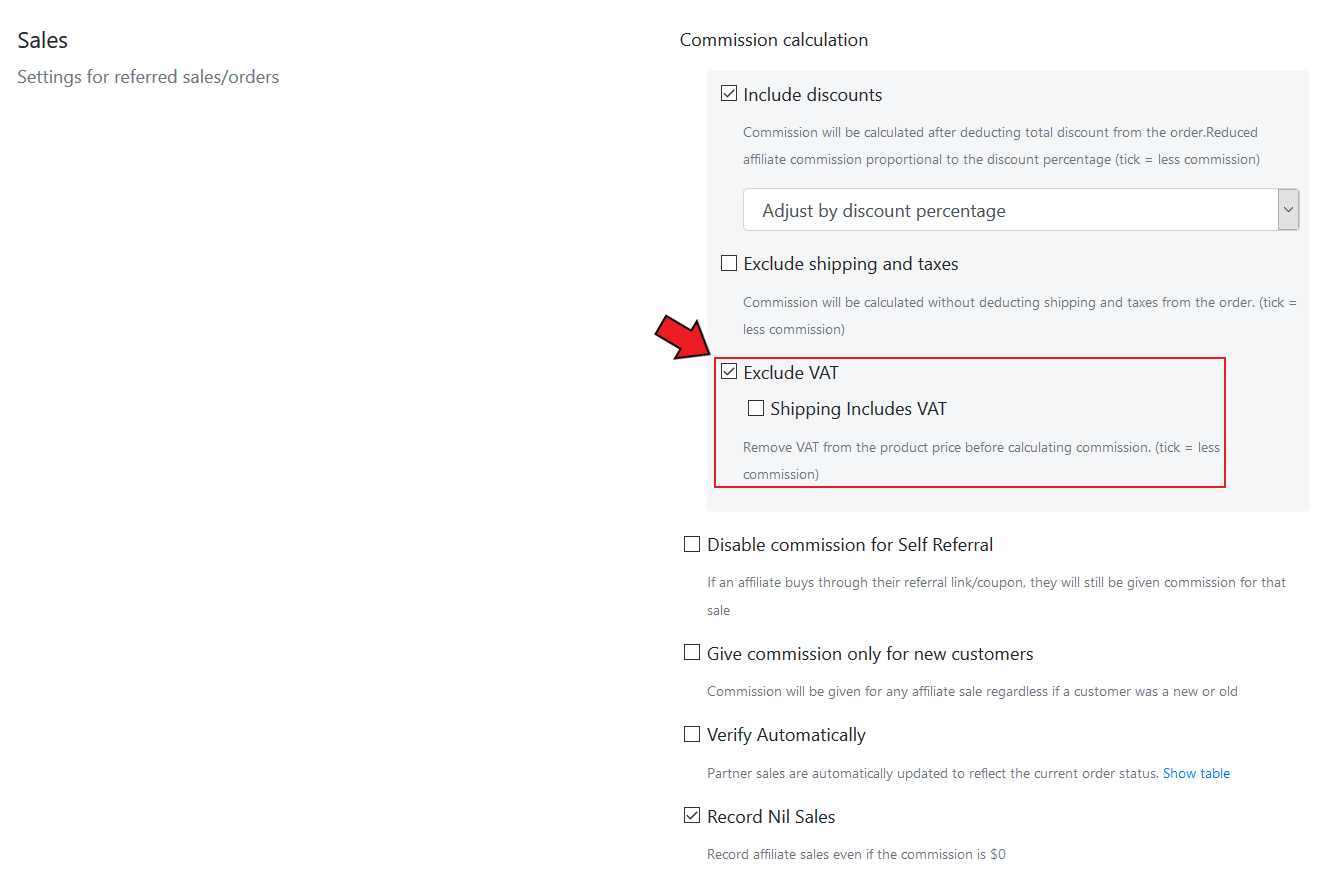 Sales
Settings for referred sales/orders
Commission calculation
Include discounts
Commission will be calculated after deducting total discount from the order.Reduced
affiliate commission proportional to the discount percentage (tick = less commission)
Adjust by discount percentage
Exclude shipping and taxes
Commission will be calculated without deducting shipping and taxes from the order. (tick =
less commission)
Exclude VAT
Shipping Includes VAT
Remove VAT from the product price before calculating commission. (tick = less
commission)
Disable commission for Self Referral
If an affiliate buys through their referral link/coupon, they will still be given commission for that
sale
Give commission only for new customers
Commission will be given for any affiliate sale regardless if a customer was a new or old
Verify Automatically
Partner sales are automatically updated to reflect the current order status. Show table
Record Nil Sales
Record affiliate sales even if the commission is $0